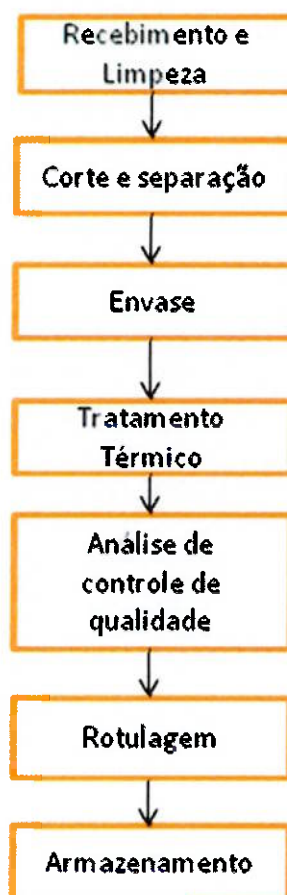 Recebimento e
Limpeza
Corte e separação
Envase
Tratamento
Térmico
Análise de
controle de
qualidade
Rotulagem
Armazenamento